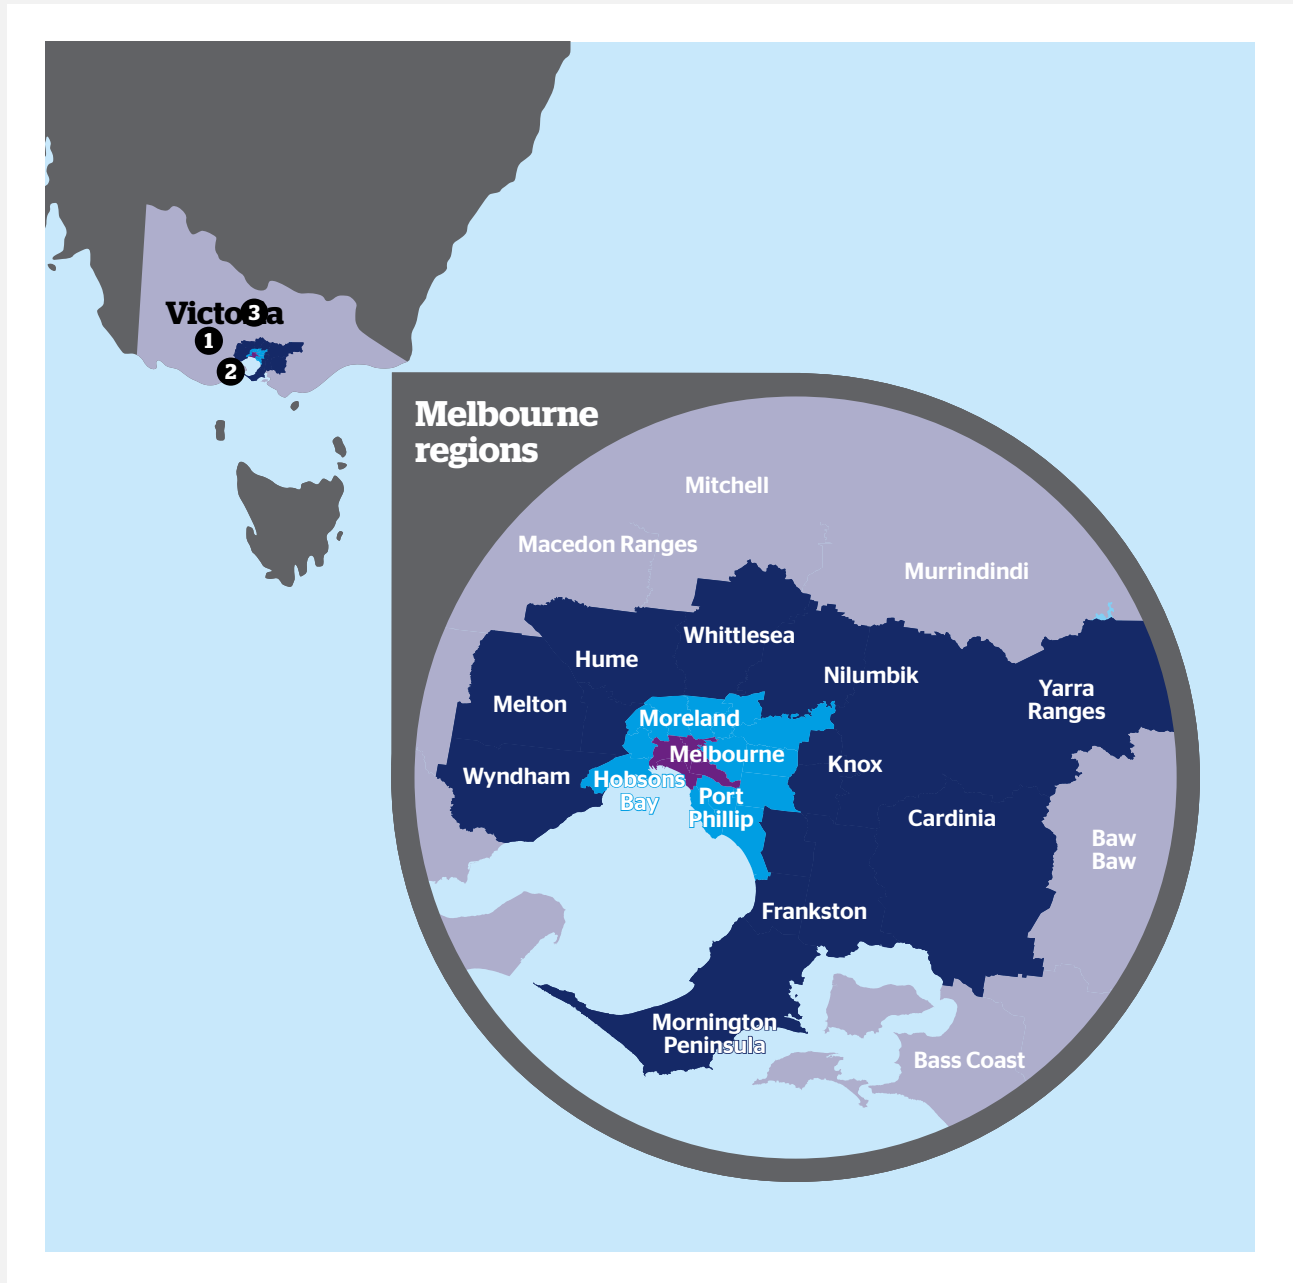 Victoria
3
1
2
Melbourne
regions
Mitchell
Macedon Ranges
Murrindindi
Whittlesea
Hume
Nilumbik
Yarra
Ranges
Melton
Moreland
Melbourne
Knox
Wyndham
Hobsons
Bay
Port
Phillip
Cardinia
Baw
Baw
Frankston
Mornington
Peninsula
Bass Coast